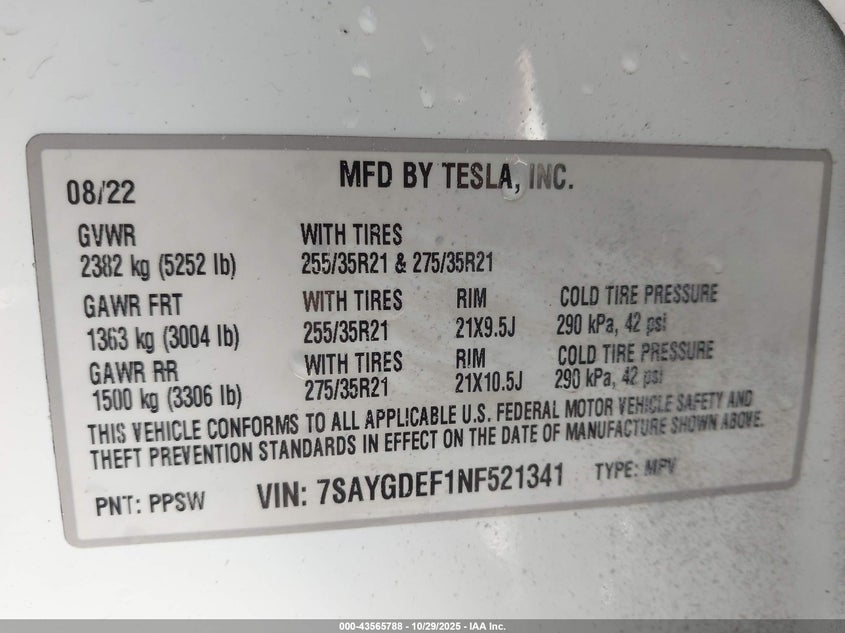 08/22 MFD BY TESLA, INC.
GVWR WITH TIRES
2382 kg (5252 lb) 255/35R21 & 275/35R21
GAWR FRT WITH TIRES RIM COLD TIRE PRESSURE
1363 kg (3004 lb) 255/35R21 21X9.5J 290 kPa, 42 psi
GAWR RR WITH TIRES RIM COLD TIRE PRESSURE
1500 kg (3306 lb) 275/35R21 21X10.5J 290 kPa, 42 psi
THIS VEHICLE CONFORMS TO ALL APPLICABLE U.S. FEDERAL MOTOR VEHICLE SAFETY AND
THEFT PREVENTION STANDARDS IN EFFECT ON THE DATE OF MANUFACTURE SHOWN ABOVE.
PNT: PPSW VIN: 7SAYGDEF1NF521341 TYPE: MPV
000-43565788 - 10/29/2025 - IAA Inc.